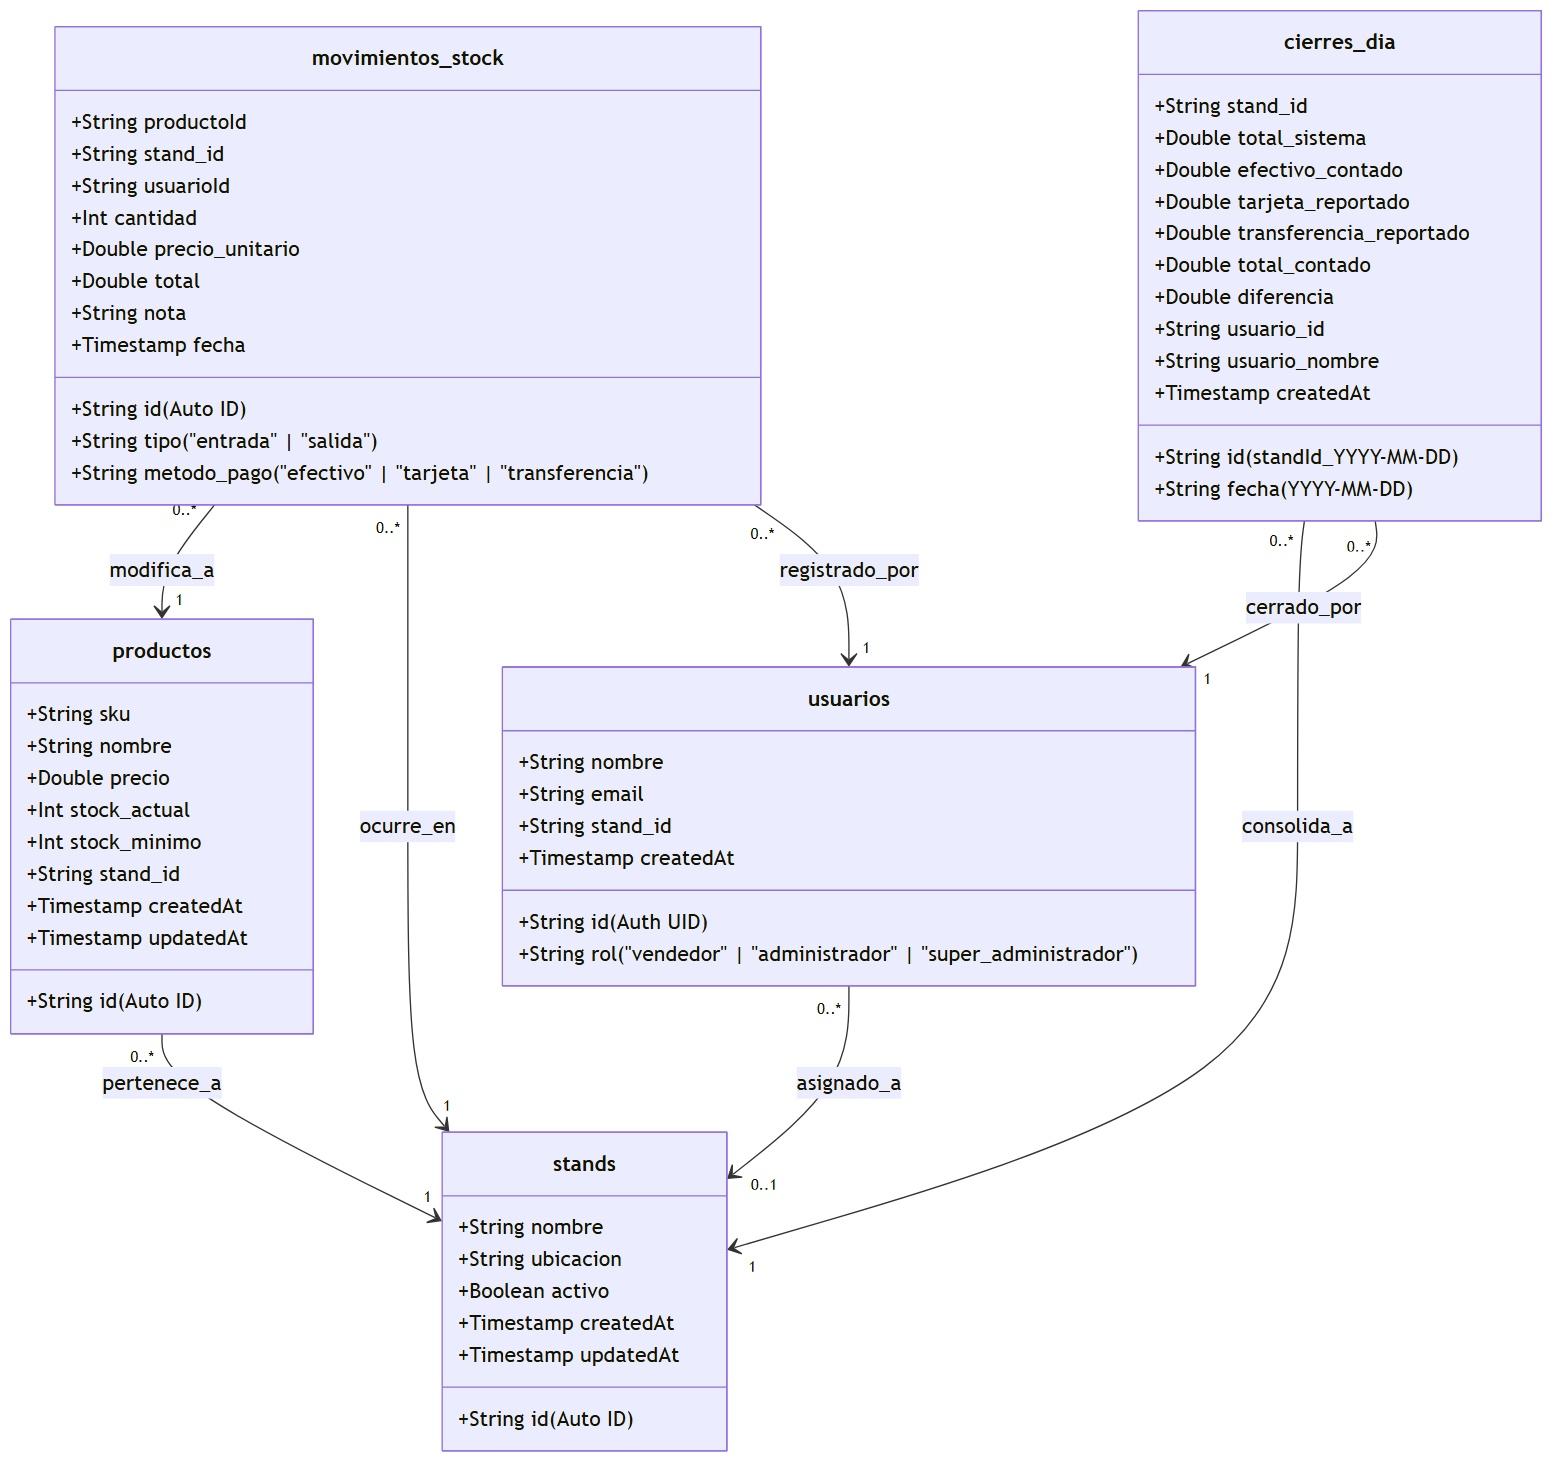 movimientos_stock
+String productoId
+String stand_id
+String usuarioId
+Int cantidad
+Double precio_unitario
+Double total
+String nota
+Timestamp fecha
+String id(Auto ID)
+String tipo("entrada" | "salida")
+String metodo_pago("efectivo" | "tarjeta" | "transferencia")
cierres_dia
+String stand_id
+Double total_sistema
+Double efectivo_contado
+Double tarjeta_reportado
+Double transferencia_reportado
+Double total_contado
+Double diferencia
+String usuario_id
+String usuario_nombre
+Timestamp createdAt
+String id(standId_YYYY-MM-DD)
+String fecha(YYYY-MM-DD)
0..*
0..*
0..*
0..*
0..*
modifica_a
registrado_por
cerrado_por
1
1
1
productos
+String sku
+String nombre
+Double precio
+Int stock_actual
+Int stock_minimo
+String stand_id
+Timestamp createdAt
+Timestamp updatedAt
+String id(Auto ID)
ocurre_en
usuarios
+String nombre
+String email
+String stand_id
+Timestamp createdAt
+String id(Auth UID)
+String rol("vendedor" | "administrador" | "super_administrador")
consolida_a
0..*
0..*
pertenece_a
asignado_a
1
1
0..1
1
stands
+String nombre
+String ubicacion
+Boolean activo
+Timestamp createdAt
+Timestamp updatedAt
+String id(Auto ID)